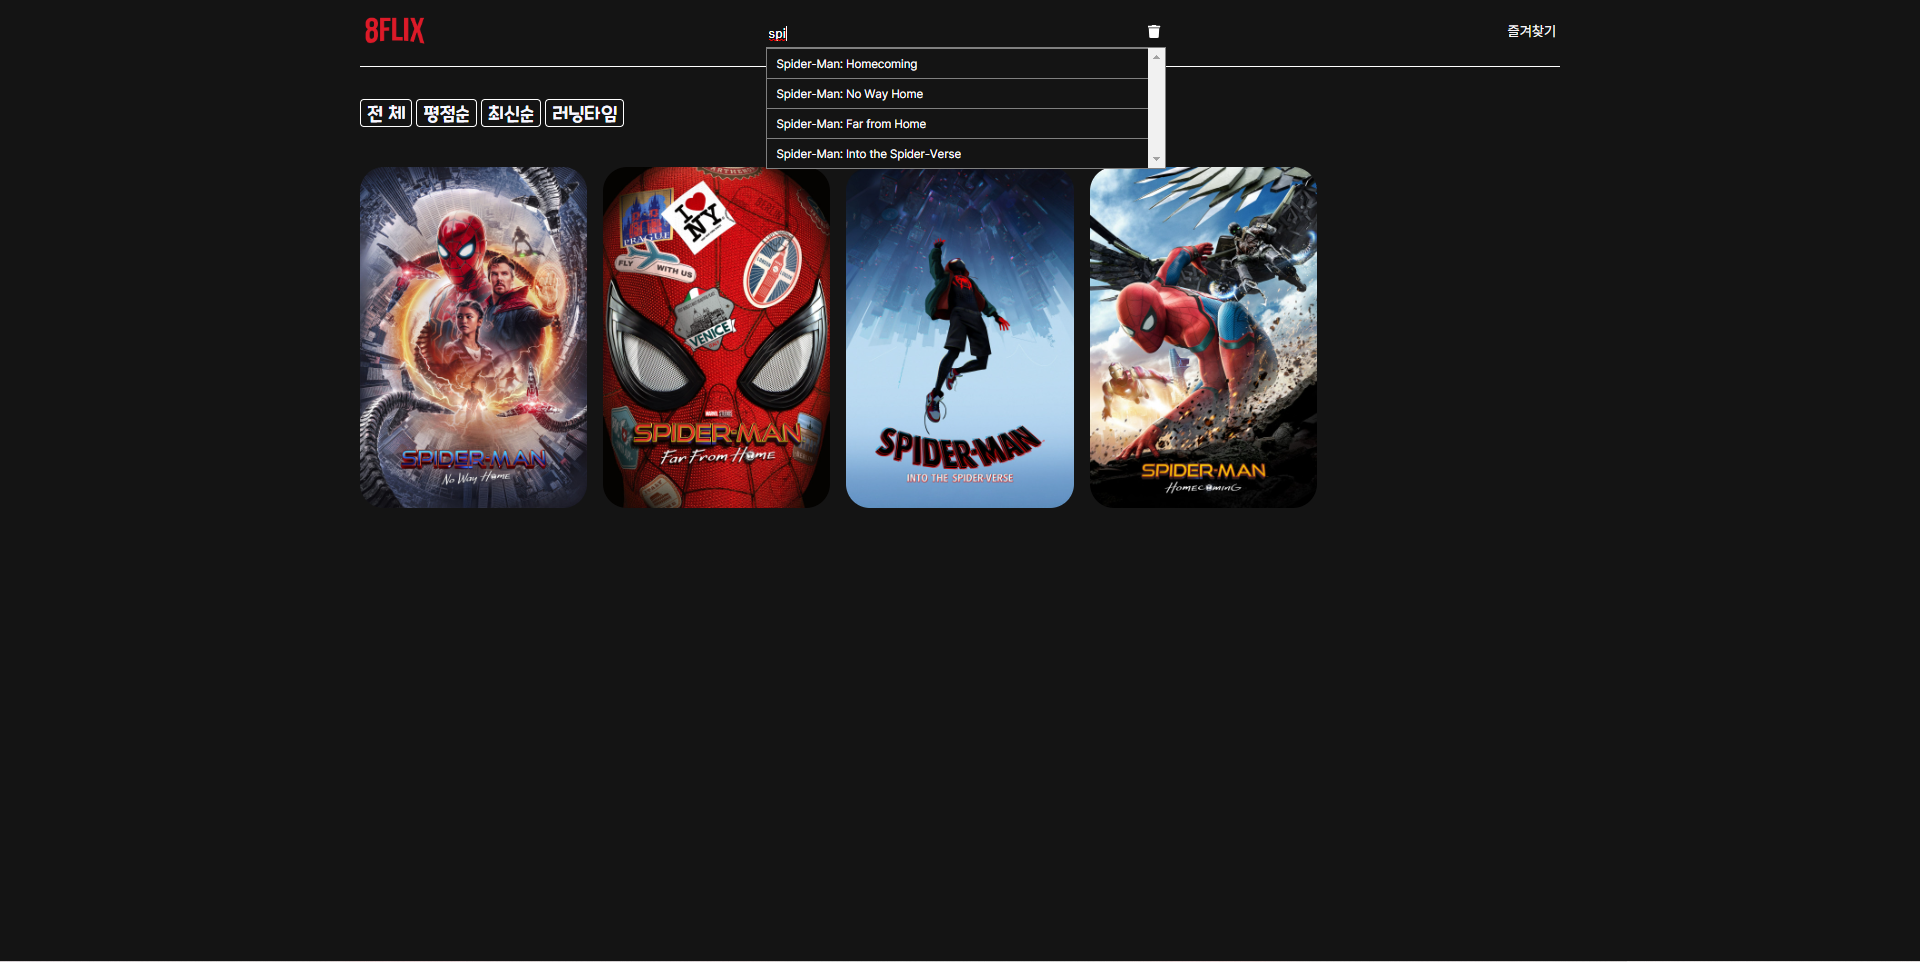 8FLIX
spi
즐겨찾기
Spider-Man: Homecoming
Spider-Man: No Way Home
Spider-Man: Far from Home
Spider-Man: Into the Spider-Verse
전 체 평점순 최신순 러닝타임
SPIDER-MAN
No Way Home
I NY
PRAGUE
FLY WITH US
VENICE
MARVEL STUDIOS
SPIDER-MAN
Far From Home
SPIDER-MAN
INTO THE SPIDER-VERSE
SPIDER-MAN
HOMECOMING